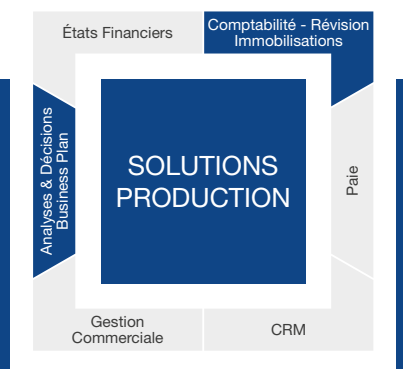 États Financiers
Comptabilité - Révision
Immobilisations
Analyses & Décisions
Business Plan
SOLUTIONS
PRODUCTION
Paie
Gestion
Commerciale
CRM